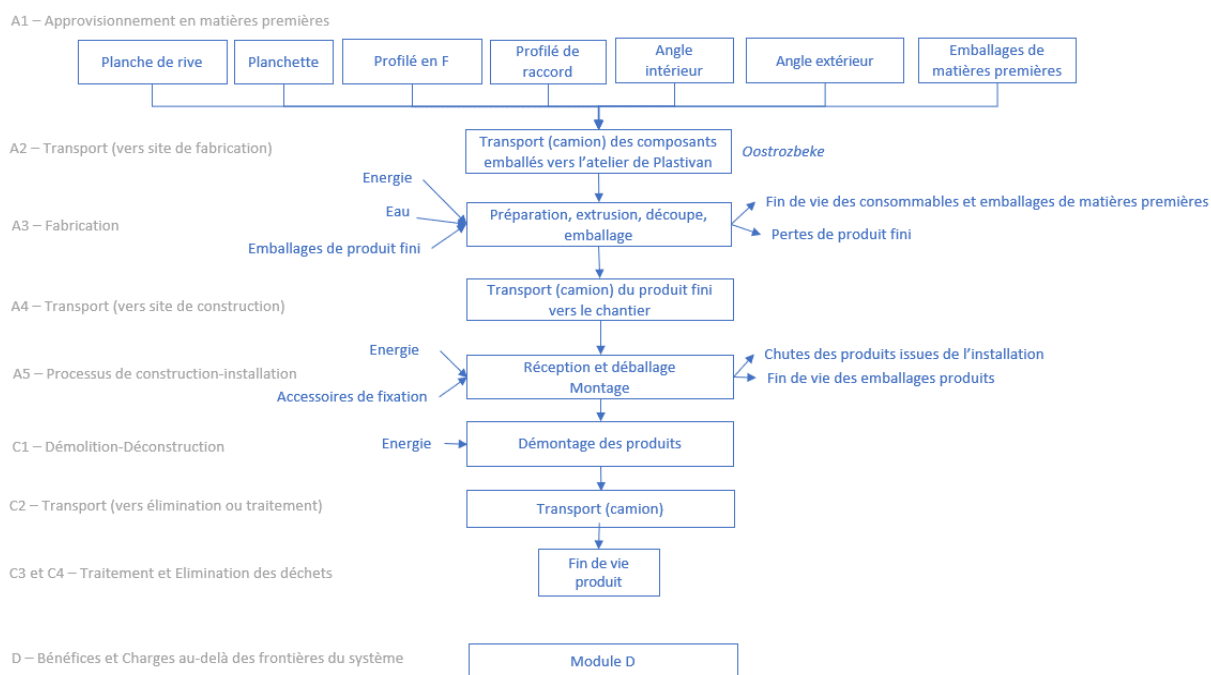 A1 – Approvisionnement en matières premières
Planche de rive
Planchette
Profilé en F
Profilé de
raccord
Angle
intérieur
Angle extérieur
Emballages de
matières premières
A2 – Transport (vers site de fabrication)
Transport (camion) des composants
emballés vers l'atelier de Plastivan
Oostrozbeke
Energie
Eau
Emballages de produit fini
A3 – Fabrication
Préparation, extrusion, découpe,
emballage
Fin de vie des consommables et emballages de matières premières
Pertes de produit fini
A4 – Transport (vers site de construction)
Transport (camion) du produit fini
vers le chantier
Energie
A5 – Processus de construction-installation
Accessoires de fixation
Réception et déballage
Montage
Chutes des produits issues de l'installation
Fin de vie des emballages produits
C1 – Démolition-Déconstruction
Energie
Démontage des produits
C2 – Transport (vers élimination ou traitement)
Transport (camion)
C3 et C4 – Traitement et Elimination des déchets
Fin de vie
produit
D – Bénéfices et Charges au-delà des frontières du système
Module D